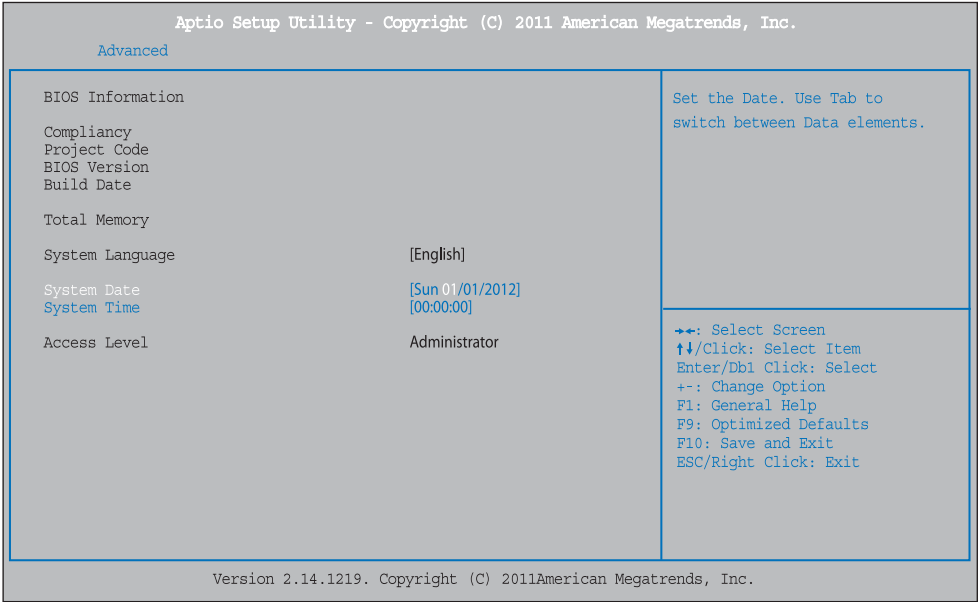 Aptio Setup Utility - Copyright (C) 2011 American Megatrends, Inc.
Advanced
BIOS Information
Compliancy
Project Code
BIOS Version
Build Date
Total Memory
System Language [English]
System Date [Sun 01/01/2012]
System Time [00:00:00]
Access Level Administrator
Set the Date. Use Tab to
switch between Data elements.
→←: Select Screen
↑↓/Click: Select Item
Enter/Db1 Click: Select
+-: Change Option
F1: General Help
F9: Optimized Defaults
F10: Save and Exit
ESC/Right Click: Exit
Version 2.14.1219. Copyright (C) 2011American Megatrends, Inc.